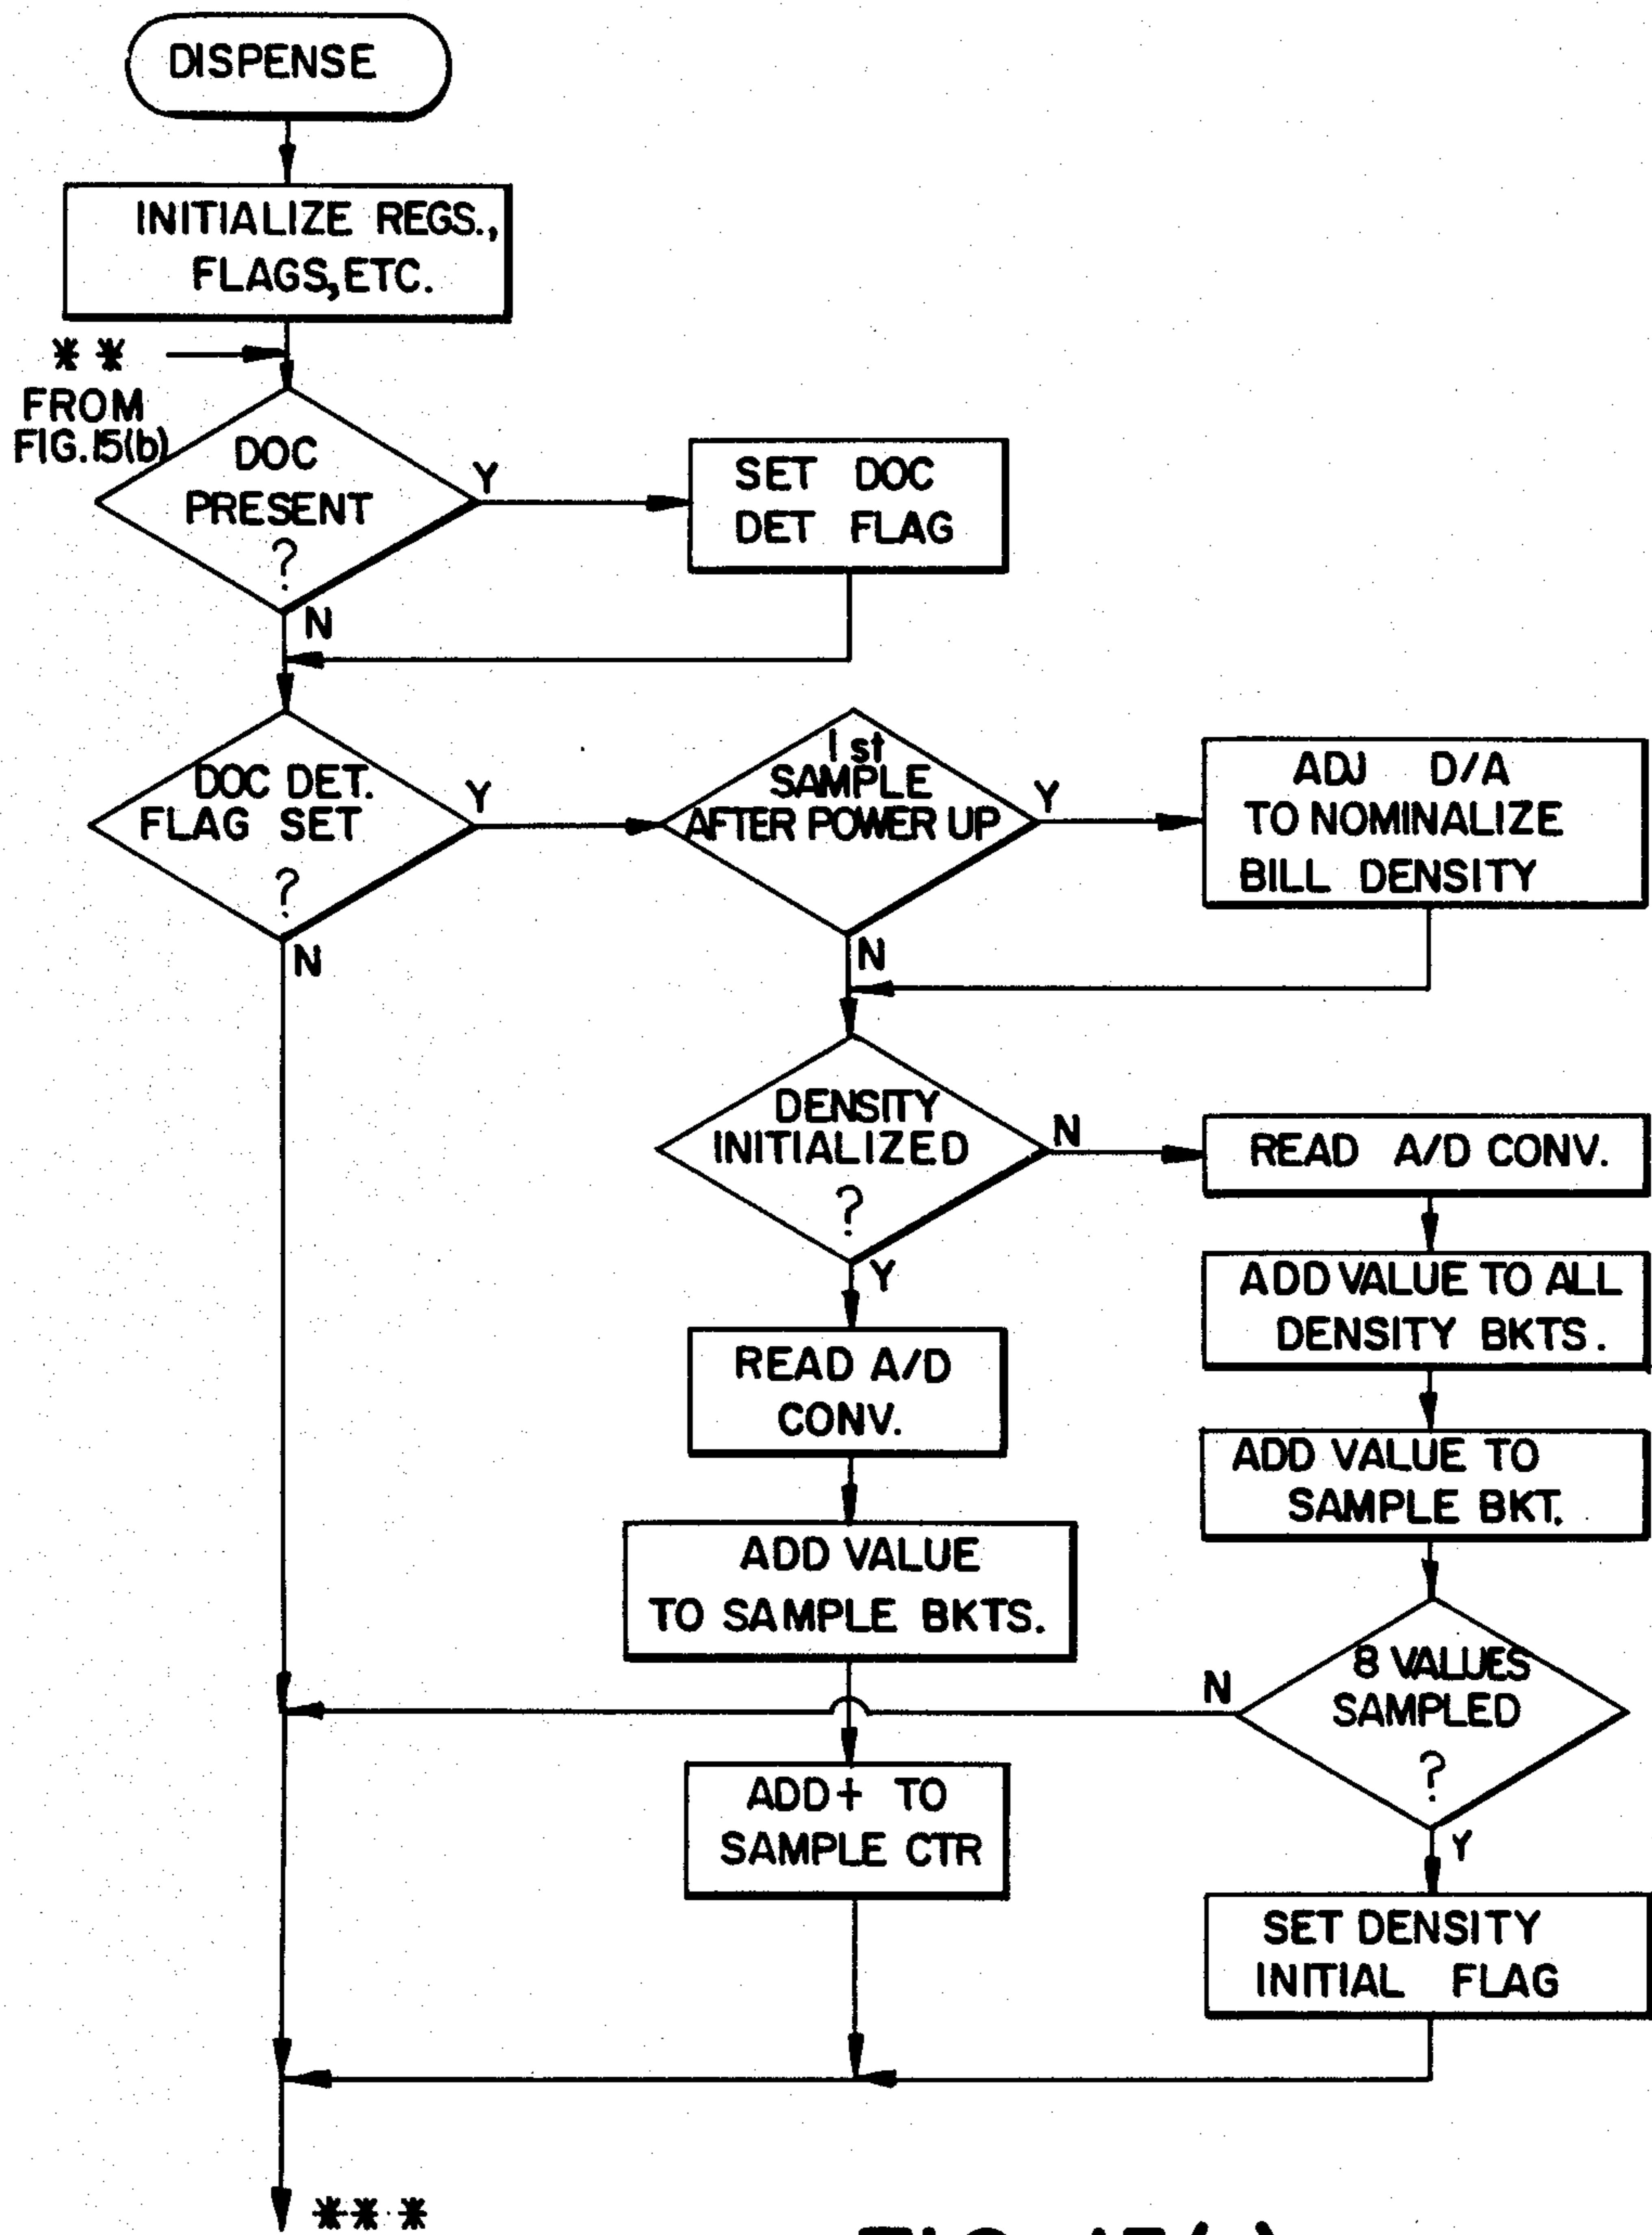 DISPENSE
INITIALIZE REGS.,
FLAGS, ETC.
**
FROM
FIG. 15(b)
DOC
PRESENT
?
Y
N
SET DOC
DET FLAG
DOC DET.
FLAG SET
?
Y
N
1st
SAMPLE
AFTER POWER UP
Y
N
ADJ D/A
TO NOMINALIZE
BILL DENSITY
DENSITY
INITIALIZED
?
N
Y
READ A/D CONV.
ADD VALUE TO ALL
DENSITY BKTS.
ADD VALUE TO
SAMPLE BKT.
8 VALUES
SAMPLED
?
N
Y
SET DENSITY
INITIAL FLAG
READ A/D
CONV.
ADD VALUE
TO SAMPLE BKTS.
ADD + TO
SAMPLE CTR
***